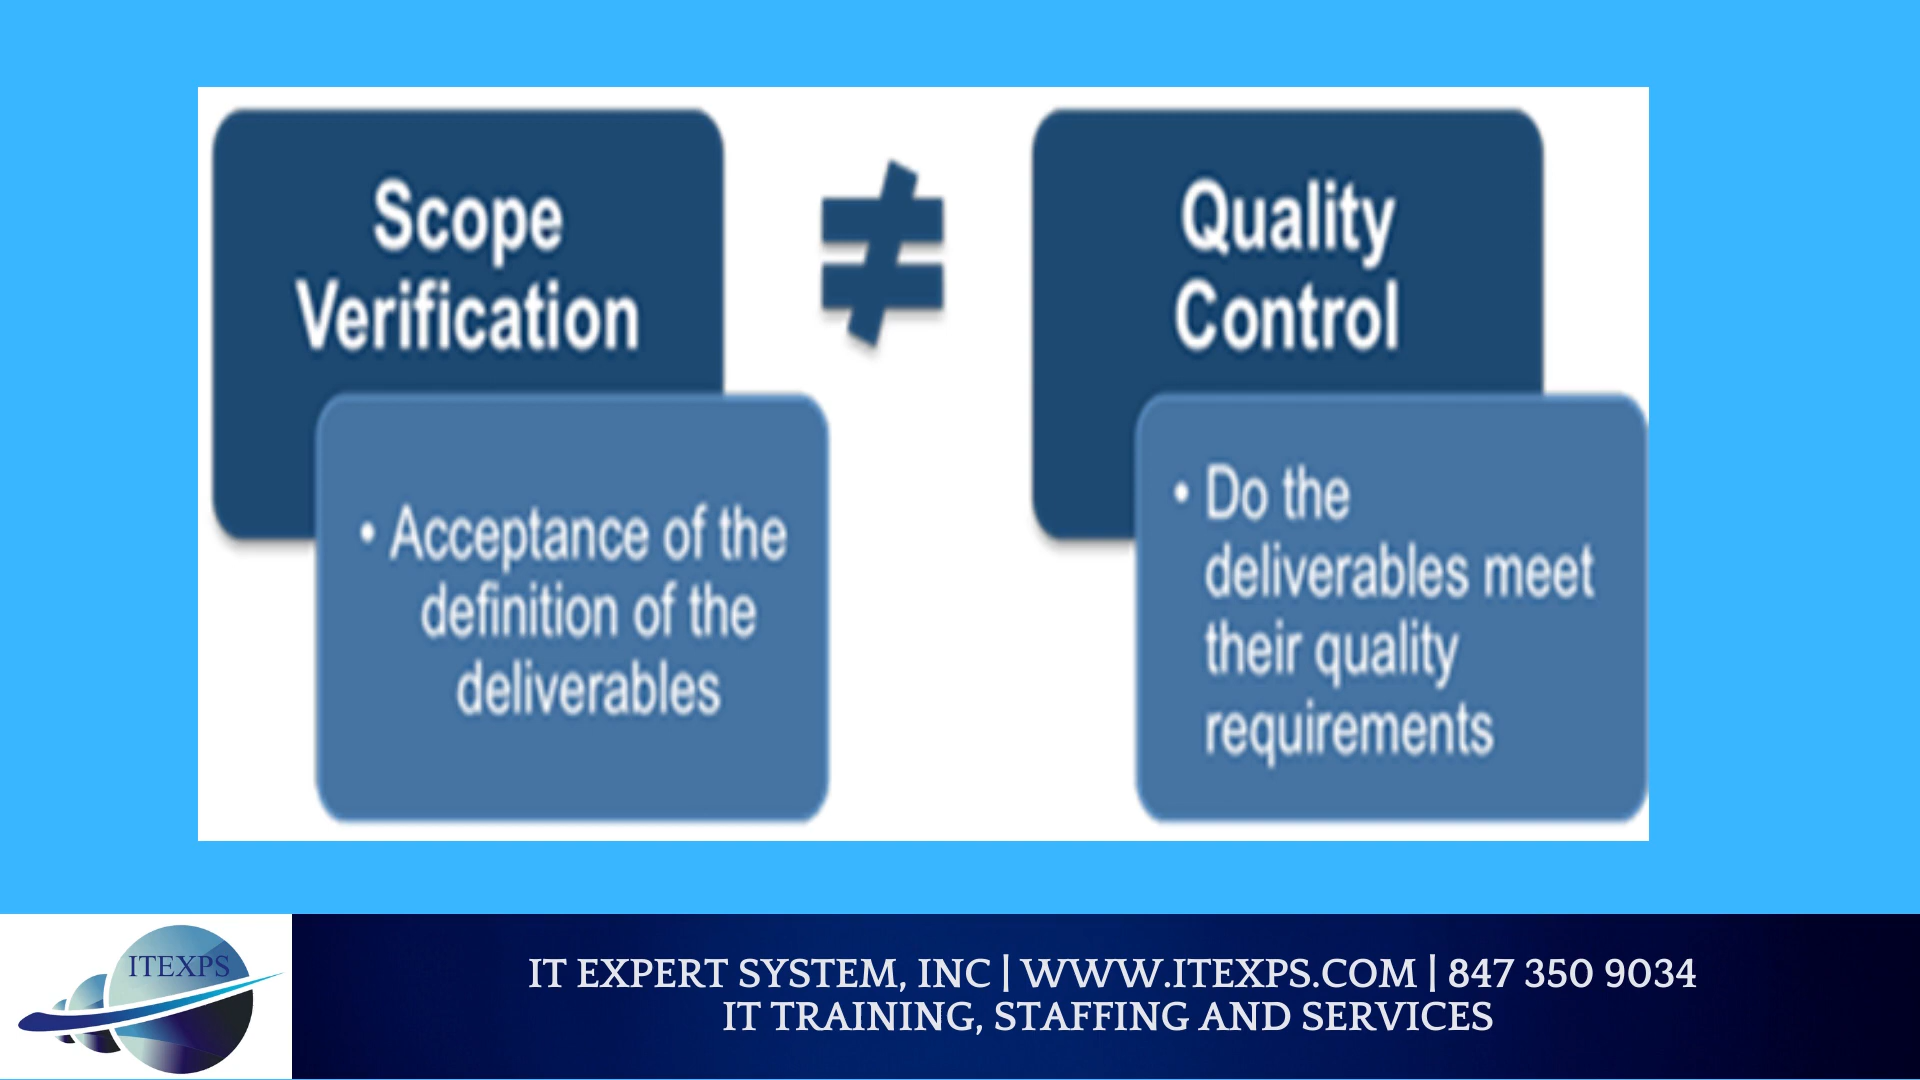 Scope
Verification
≠
Quality
Control
• Acceptance of the
definition of the
deliverables
• Do the
deliverables meet
their quality
requirements
ITEXPS
IT EXPERT SYSTEM, INC | WWW.ITEXPS.COM | 847 350 9034
IT TRAINING, STAFFING AND SERVICES